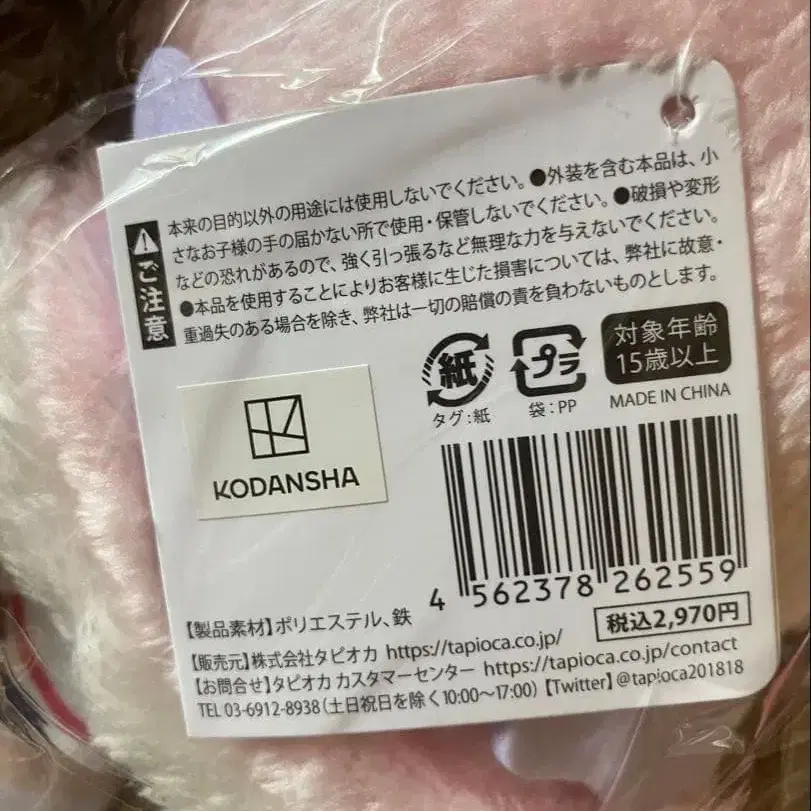 ⚠ご注意
本来の目的以外の用途には使用しないでください。●外装を含む本品は、小
さなお子様の手の届かない所で使用・保管しないでください。●破損や変形
などの恐れがあるので、強く引っ張るなど無理な力を与えないでください。
●本品を使用することによりお客様に生じた損害については、弊社に故意・
重過失のある場合を除き、弊社は一切の賠償の責を負わないものとします。
紙
タグ:紙
プラ
袋:PP
対象年齢
15歳以上
MADE IN CHINA
KODANSHA
4 562378 262559
税込2,970円
【製品素材】ポリエステル、鉄
【販売元】株式会社タピオカ https://tapioca.co.jp/
【お問合せ】タピオカ カスタマーセンター https://tapioca.co.jp/contact
TEL 03-6912-8938(土日祝日を除く10:00〜17:00)【Twitter】@tapioca201818